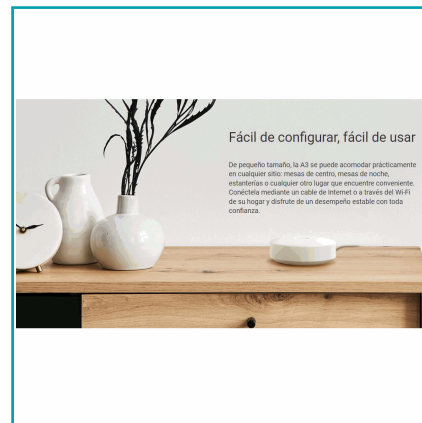 Fácil de configurar, fácil de usar
De pequeño tamaño, la A3 se puede acomodar prácticamente
en cualquier sitio: mesas de centro, mesas de noche,
estanterías o cualquier otro lugar que encuentre conveniente.
Conéctela mediante un cable de Internet o a través del Wi-Fi
de su hogar y disfrute de un desempeño estable con toda
confianza.